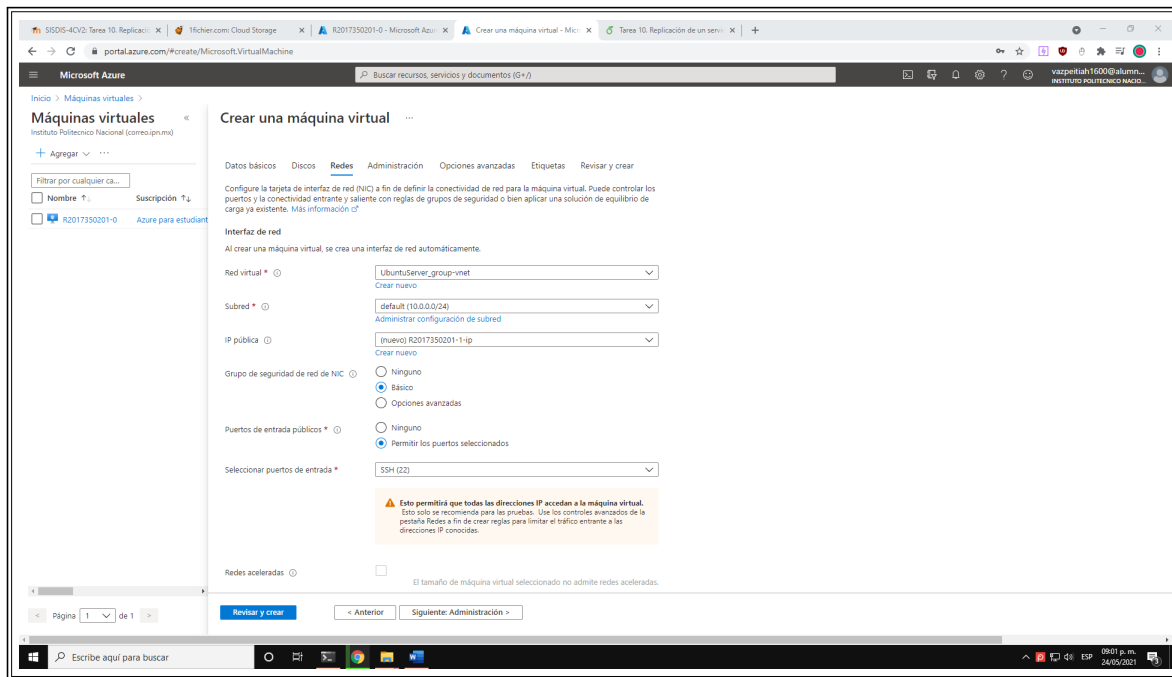 SISDIS-4CV2: Tarea 10. Replicació
1fichier.com: Cloud Storage
R2017350201-0 - Microsoft Azur
Crear una máquina virtual - Micr
Tarea 10. Replicación de un servi
portal.azure.com/#create/Microsoft.VirtualMachine
Microsoft Azure
Buscar recursos, servicios y documentos (G+/)
vazpeitiah1600@alumn...
INSTITUTO POLITECNICO NACIO...
Inicio > Máquinas virtuales >
Máquinas virtuales
Instituto Politecnico Nacional (correo.ipn.mx)
+ Agregar ...
Filtrar por cualquier ca...
Nombre ↑↓ Suscripción ↑↓
R2017350201-0 Azure para estudiant
< Página 1 de 1 >
Crear una máquina virtual ...
Datos básicos Discos Redes Administración Opciones avanzadas Etiquetas Revisar y crear
Configure la tarjeta de interfaz de red (NIC) a fin de definir la conectividad de red para la máquina virtual. Puede controlar los
puertos y la conectividad entrante y saliente con reglas de grupos de seguridad o bien aplicar una solución de equilibrio de
carga ya existente. Más información
Interfaz de red
Al crear una máquina virtual, se crea una interfaz de red automáticamente.
Red virtual * UbuntuServer_group-vnet
Crear nuevo
Subred * default (10.0.0.0/24)
Administrar configuración de subred
IP pública (nuevo) R2017350201-1-ip
Crear nuevo
Grupo de seguridad de red de NIC Ninguno
Básico
Opciones avanzadas
Puertos de entrada públicos * Ninguno
Permitir los puertos seleccionados
Seleccionar puertos de entrada * SSH (22)
Esto permitirá que todas las direcciones IP accedan a la máquina virtual.
Esto solo se recomienda para las pruebas. Use los controles avanzados de la
pestaña Redes a fin de crear reglas para limitar el tráfico entrante a las
direcciones IP conocidas.
Redes aceleradas
El tamaño de máquina virtual seleccionado no admite redes aceleradas.
Revisar y crear < Anterior Siguiente: Administración >
Escribe aquí para buscar
ESP
09:01 p. m.
24/05/2021
3